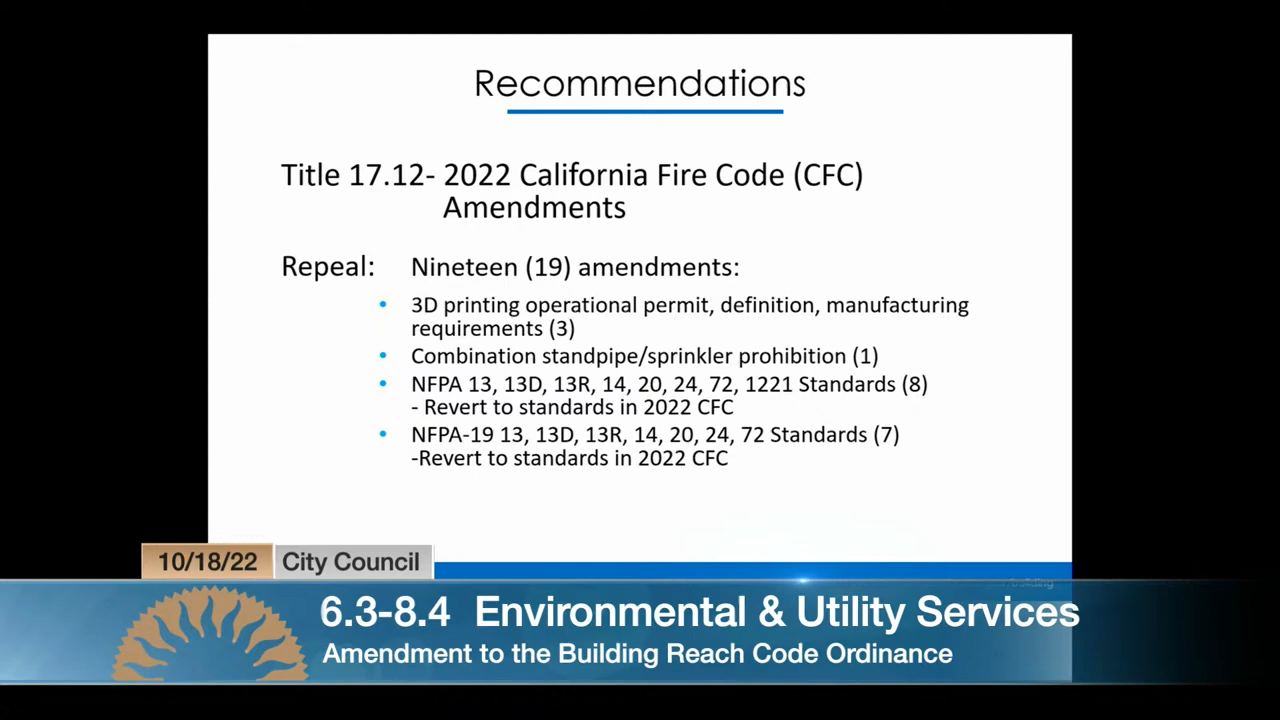 Recommendations
Title 17.12- 2022 California Fire Code (CFC)
Amendments
Repeal: Nineteen (19) amendments:
• 3D printing operational permit, definition, manufacturing
requirements (3)
• Combination standpipe/sprinkler prohibition (1)
• NFPA 13, 13D, 13R, 14, 20, 24, 72, 1221 Standards (8)
- Revert to standards in 2022 CFC
• NFPA-19 13, 13D, 13R, 14, 20, 24, 72 Standards (7)
-Revert to standards in 2022 CFC
10/18/22 City Council
6.3-8.4 Environmental & Utility Services
Amendment to the Building Reach Code Ordinance